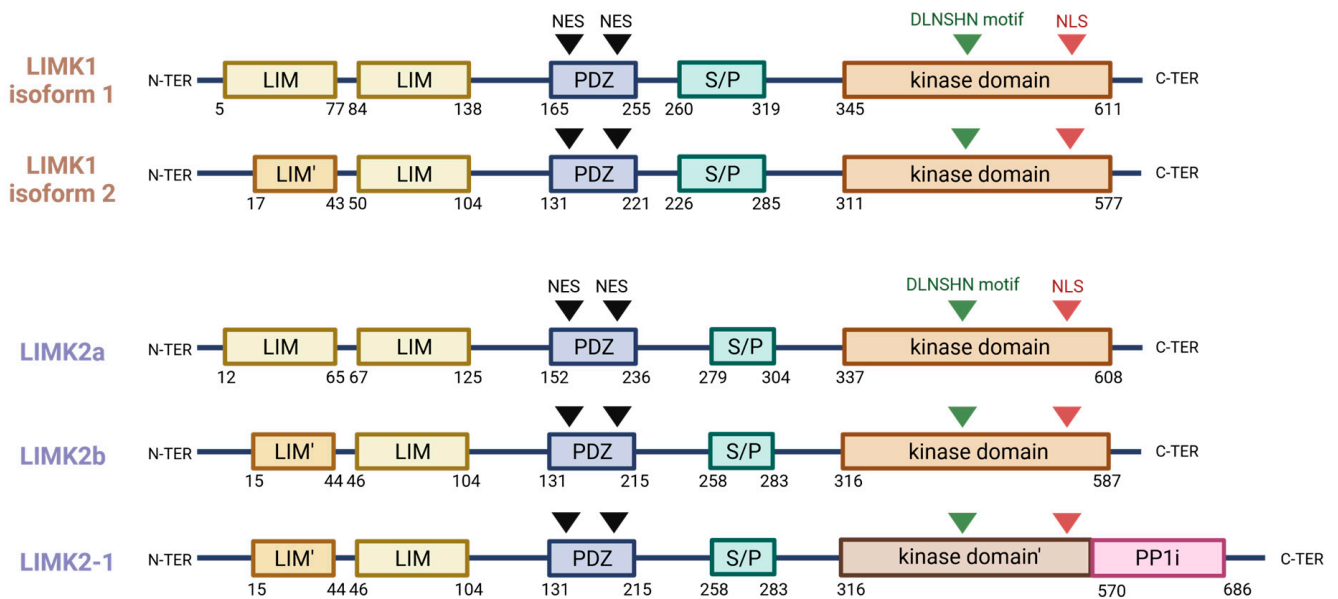 NES NES DLNSHN motif NLS
LIMK1
isoform 1
N-TER LIM LIM PDZ S/P kinase domain C-TER
5 77 84 138 165 255 260 319 345 611
LIMK1
isoform 2
N-TER LIM' LIM PDZ S/P kinase domain C-TER
17 43 50 104 131 221 226 285 311 577
NES NES DLNSHN motif NLS
LIMK2a
N-TER LIM LIM PDZ S/P kinase domain C-TER
12 65 67 125 152 236 279 304 337 608
LIMK2b
N-TER LIM' LIM PDZ S/P kinase domain C-TER
15 44 46 104 131 215 258 283 316 587
LIMK2-1
N-TER LIM' LIM PDZ S/P kinase domain' PP1i C-TER
15 44 46 104 131 215 258 283 316 570 686